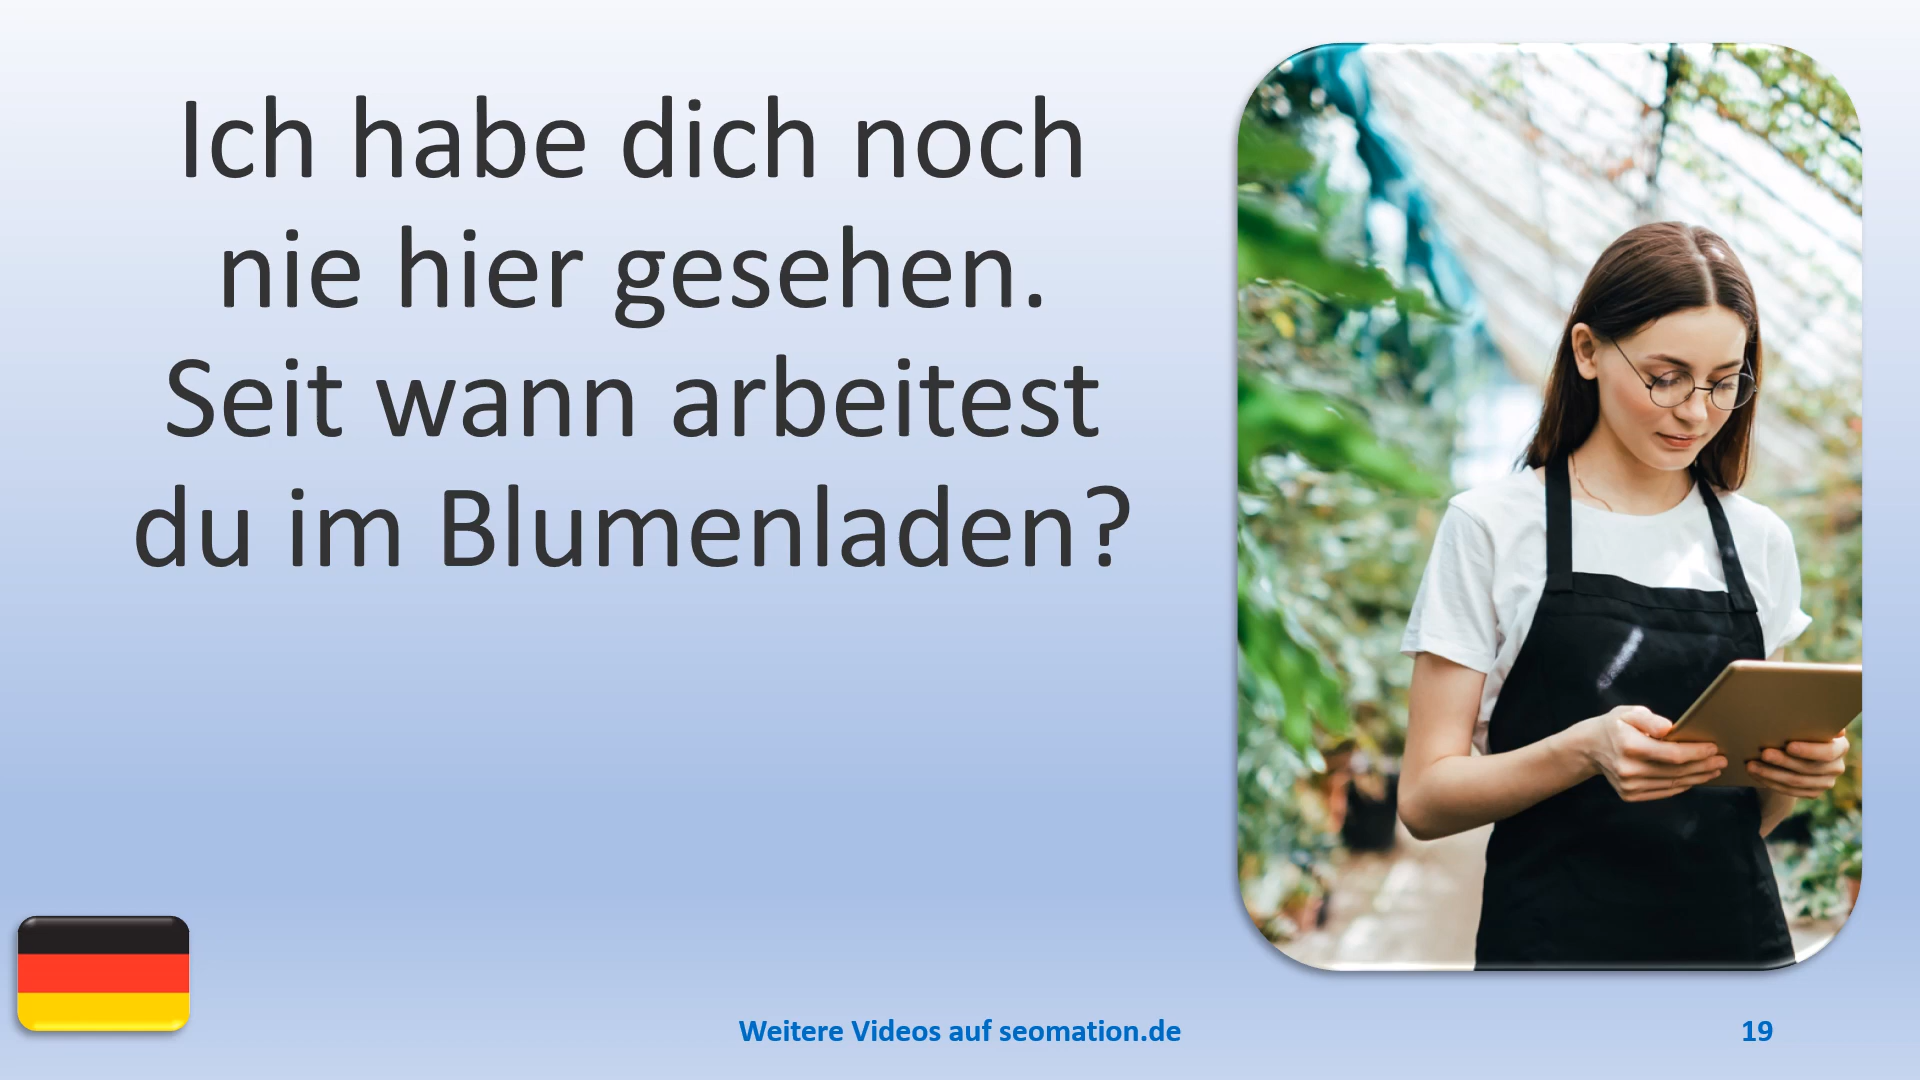 Ich habe dich noch
nie hier gesehen.
Seit wann arbeitest
du im Blumenladen?
Weitere Videos auf seomation.de
19